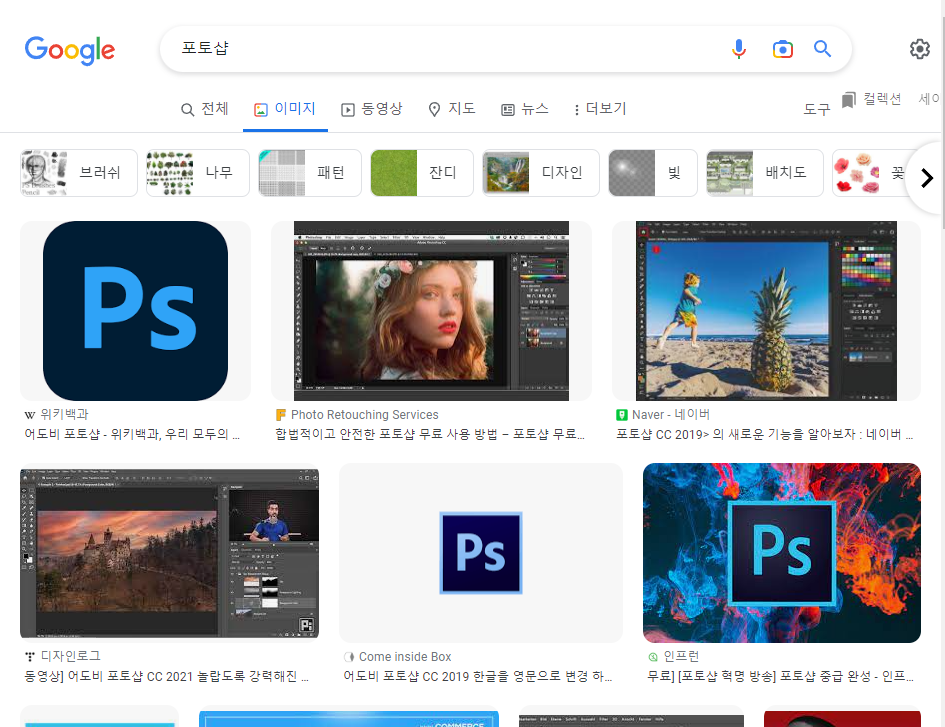 Google
포토샵
전체
이미지
동영상
지도
뉴스
더보기
도구
컬렉션
세이
브러쉬
나무
패턴
잔디
디자인
빛
배치도
꽃
Ps
위키백과
어도비 포토샵 - 위키백과, 우리 모두의 ...
Photo Retouching Services
합법적이고 안전한 포토샵 무료 사용 방법 – 포토샵 무료...
Naver - 네이버
포토샵 CC 2019> 의 새로운 기능을 알아보자 : 네이버 ...
디자인로그
동영상] 어도비 포토샵 CC 2021 놀랍도록 강력해진 ...
Ps
Come inside Box
어도비 포토샵 CC 2019 한글을 영문으로 변경 하...
Ps
인프런
무료] [포토샵 혁명 방송] 포토샵 중급 완성 - 인프...
COMMERCE